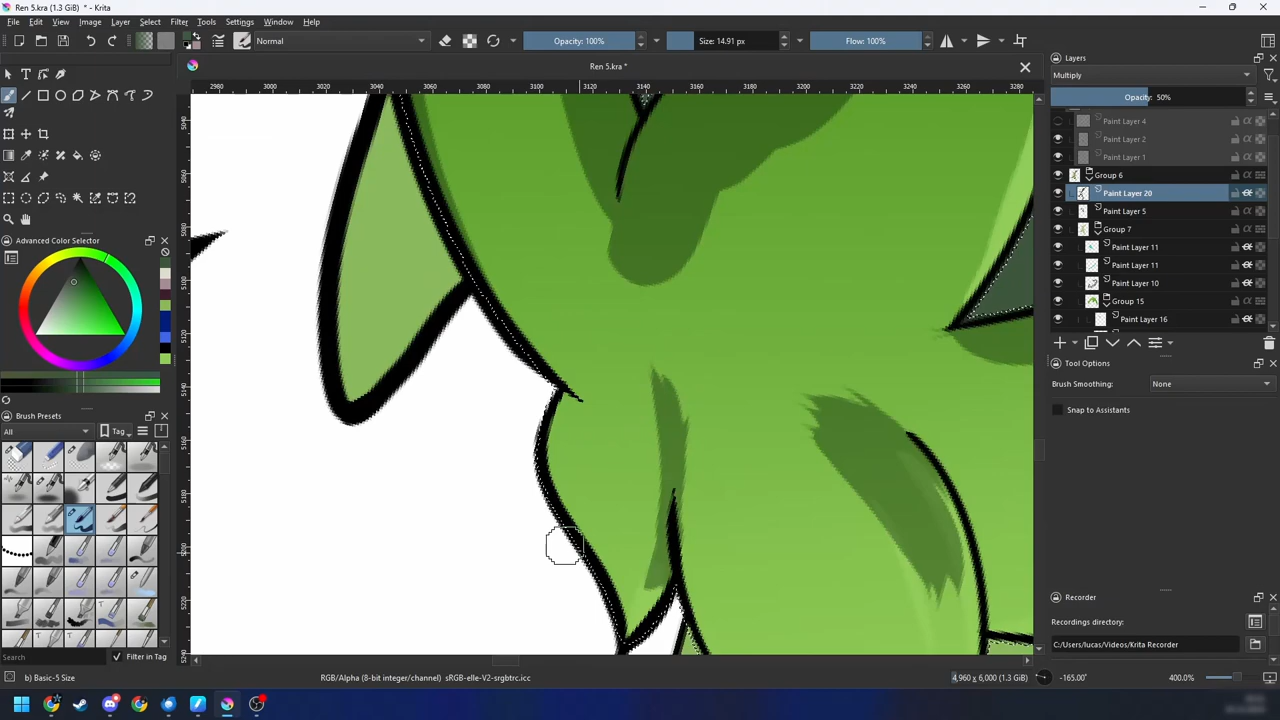 Ren 5.kra (1.3 GiB) * - Krita
File Edit View Image Layer Select Filter Tools Settings Window Help
Normal Opacity: 100% Size: 14.91 px Flow: 100%
Ren 5.kra *
Layers
Multiply
Opacity: 50%
2980 3020 3040 3060 3080 3100 3120 3140 3160 3180 3200 3220 3240 3260 3280
Paint Layer 4
Paint Layer 2
Paint Layer 1
Group 6
Paint Layer 20
Paint Layer 5
Group 7
Paint Layer 11
Paint Layer 11
Paint Layer 10
Group 15
Paint Layer 16
Advanced Color Selector
Tool Options
Brush Smoothing: None
Snap to Assistants
Brush Presets
All Tag
Recorder
Recordings directory:
C:/Users/lucas/Videos/Krita Recorder
Search Filter in Tag
b) Basic-5 Size RGB/Alpha (8-bit integer/channel) sRGB-elle-V2-srgbtrc.icc 4,960 x 6,000 (1.3 GiB) -165.00° 400.0%